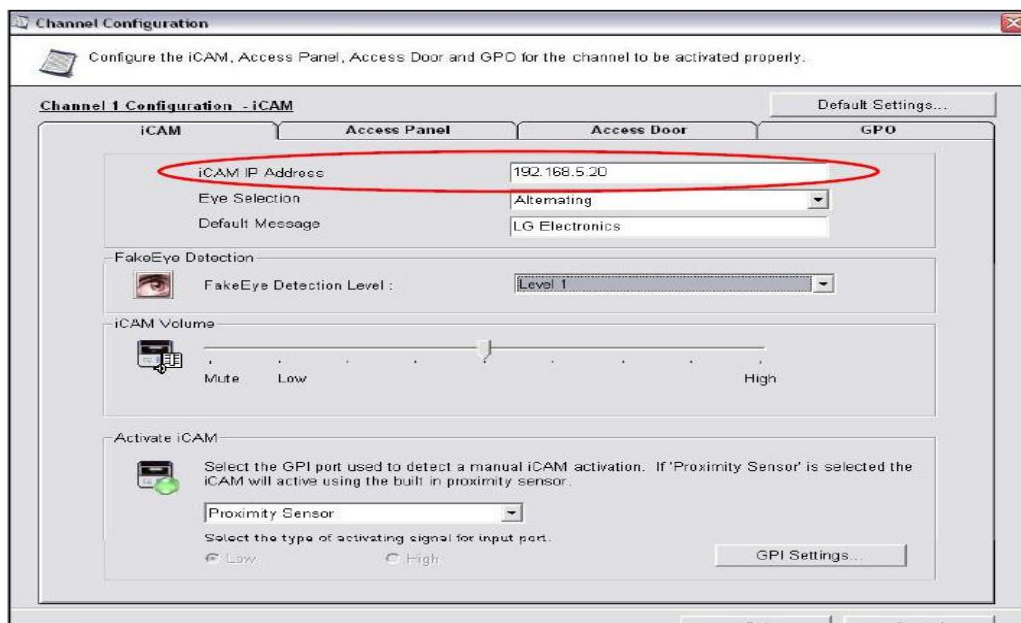 Channel Configuration
Configure the iCAM, Access Panel, Access Door and GPO for the channel to be activated properly.
Channel 1 Configuration - iCAM
Default Settings...
iCAM Access Panel Access Door GPO
iCAM IP Address 192.168.5.20
Eye Selection Alternating
Default Message LG Electronics
FakeEye Detection
FakeEye Detection Level : Level 1
iCAM Volume
Mute Low High
Activate iCAM
Select the GPI port used to detect a manual iCAM activation. If 'Proximity Sensor' is selected the
iCAM will active using the built in proximity sensor.
Proximity Sensor
Select the type of activating signal for input port.
Low High
GPI Settings...